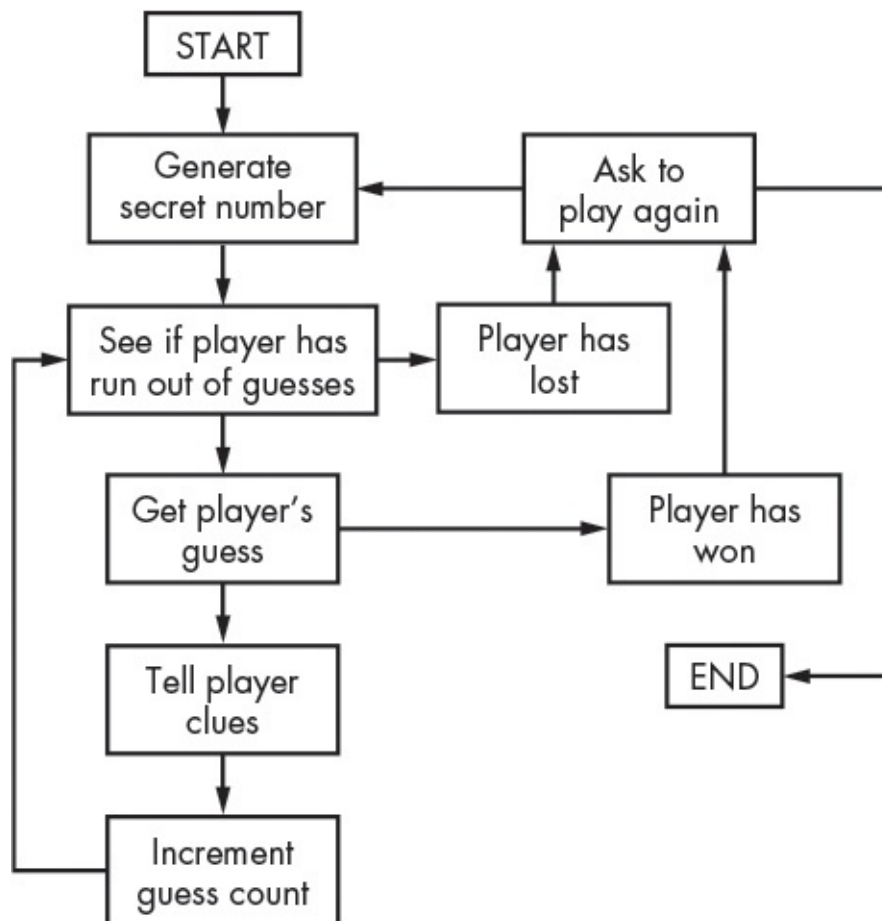 START
Generate
secret number
Ask to
play again
See if player has
run out of guesses
Player has
lost
Get player’s
guess
Player has
won
Tell player
clues
END
Increment
guess count